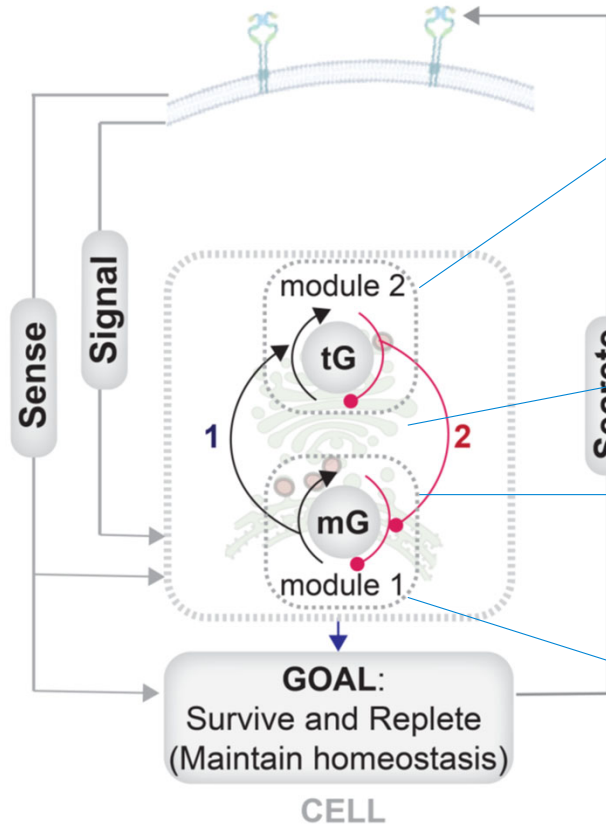 Sense
Signal
module 2
tG
1
2
mG
module 1
GOAL:
Survive and Replete
(Maintain homeostasis)
CELL